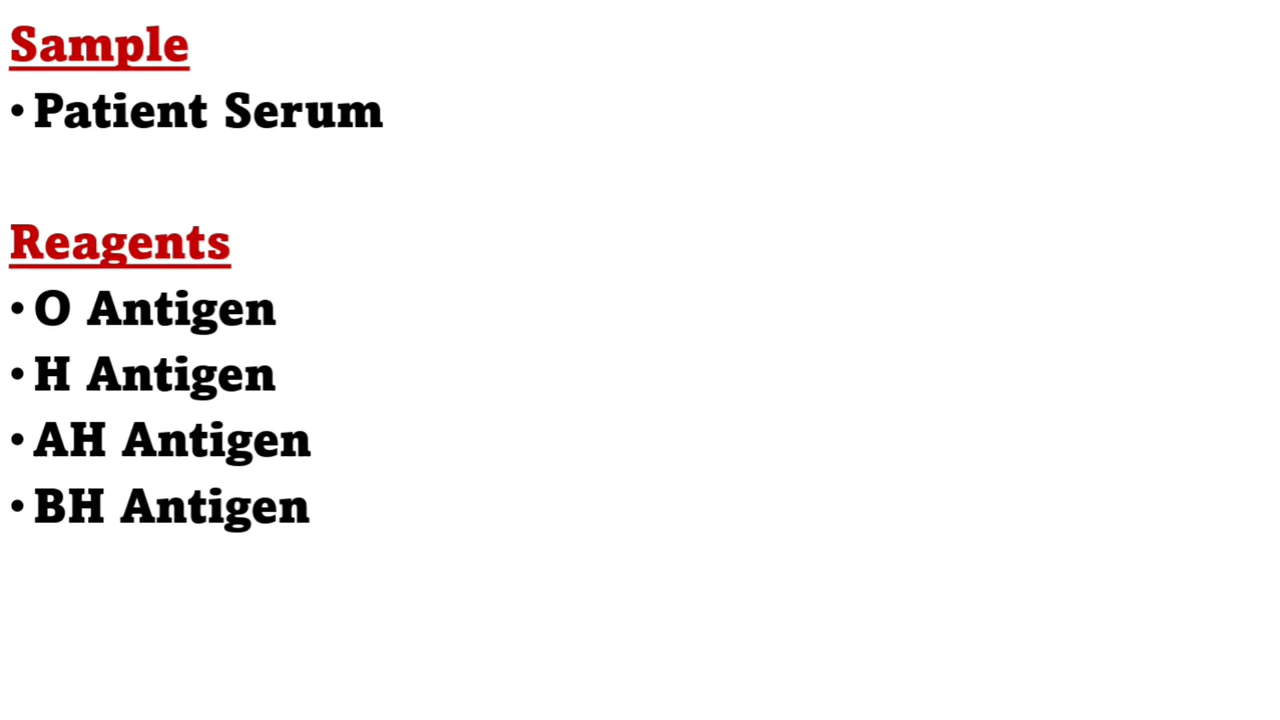 Sample
• Patient Serum
Reagents
• O Antigen
• H Antigen
• AH Antigen
• BH Antigen